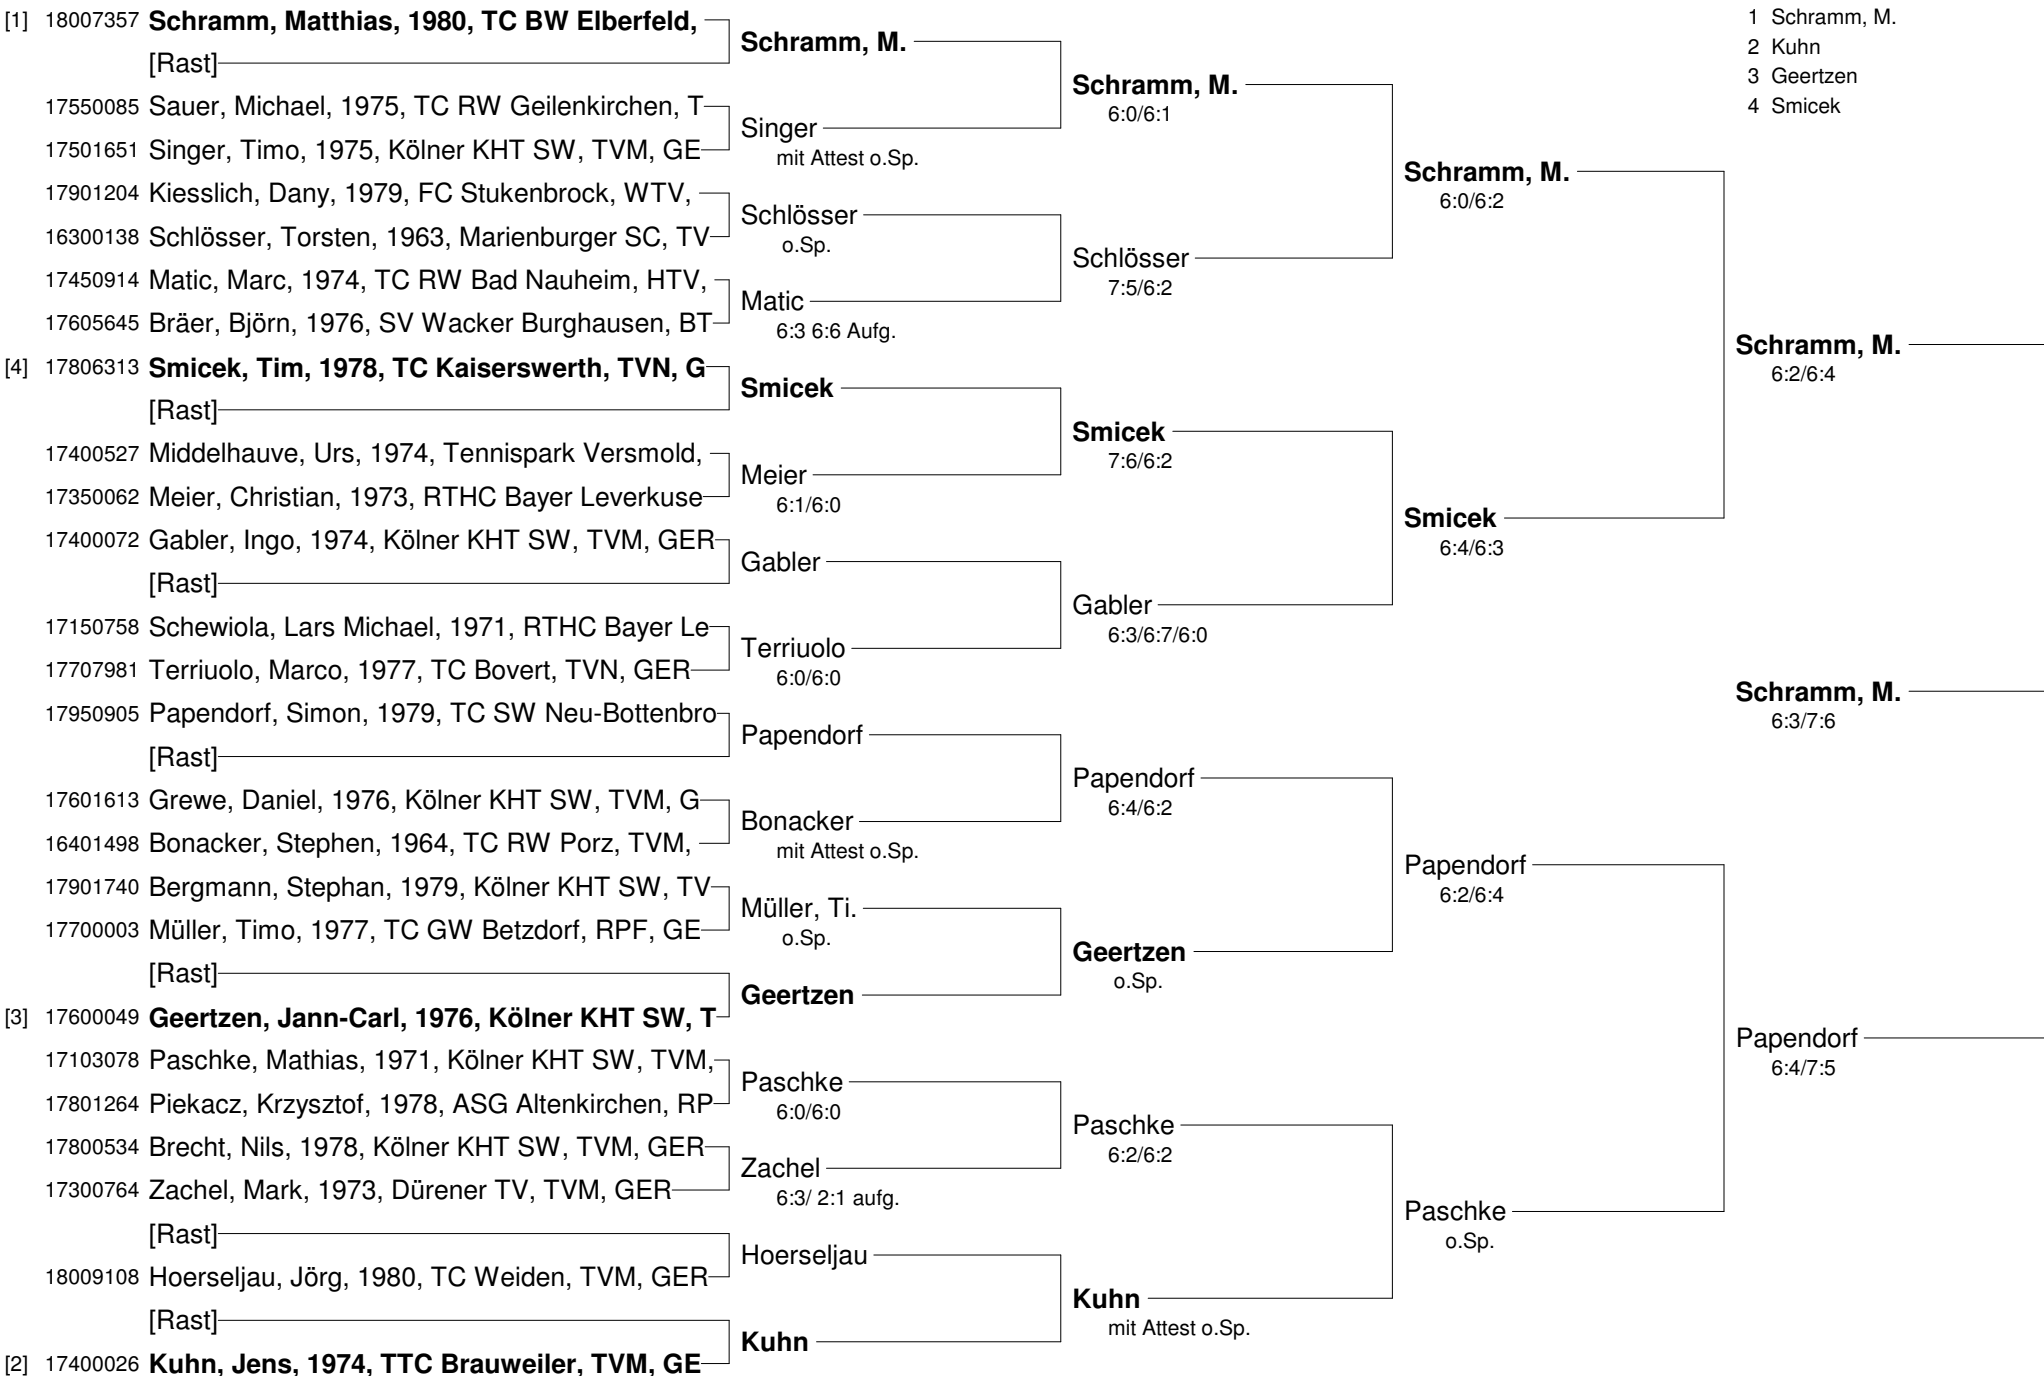 [1] 18007357 Schramm, Matthias, 1980, TC BW Elberfeld,
[Rast]
17550085 Sauer, Michael, 1975, TC RW Geilenkirchen, T
17501651 Singer, Timo, 1975, Kölner KHT SW, TVM, GE
17901204 Kiesslich, Dany, 1979, FC Stukenbrock, WTV,
16300138 Schlösser, Torsten, 1963, Marienburger SC, TV
17450914 Matic, Marc, 1974, TC RW Bad Nauheim, HTV,
17605645 Bräer, Björn, 1976, SV Wacker Burghausen, BT
[4] 17806313 Smicek, Tim, 1978, TC Kaiserswerth, TVN, G
[Rast]
17400527 Middelhauve, Urs, 1974, Tennispark Versmold,
17350062 Meier, Christian, 1973, RTHC Bayer Leverkuse
17400072 Gabler, Ingo, 1974, Kölner KHT SW, TVM, GER
[Rast]
17150758 Schewiola, Lars Michael, 1971, RTHC Bayer Le
17707981 Terriuolo, Marco, 1977, TC Bovert, TVN, GER
17950905 Papendorf, Simon, 1979, TC SW Neu-Bottenbro
[Rast]
17601613 Grewe, Daniel, 1976, Kölner KHT SW, TVM, G
16401498 Bonacker, Stephen, 1964, TC RW Porz, TVM,
17901740 Bergmann, Stephan, 1979, Kölner KHT SW, TV
17700003 Müller, Timo, 1977, TC GW Betzdorf, RPF, GE
[Rast]
[3] 17600049 Geertzen, Jann-Carl, 1976, Kölner KHT SW, T
17103078 Paschke, Mathias, 1971, Kölner KHT SW, TVM,
17801264 Piekacz, Krzysztof, 1978, ASG Altenkirchen, RP
17800534 Brecht, Nils, 1978, Kölner KHT SW, TVM, GER
17300764 Zachel, Mark, 1973, Dürener TV, TVM, GER
[Rast]
18009108 Hoerseljau, Jörg, 1980, TC Weiden, TVM, GER
[Rast]
[2] 17400026 Kuhn, Jens, 1974, TTC Brauweiler, TVM, GE
Schramm, M.
Singer
mit Attest o.Sp.
Schlösser
o.Sp.
Matic
6:3 6:6 Aufg.
Smicek
Meier
6:1/6:0
Gabler
Terriuolo
6:0/6:0
Papendorf
Bonacker
mit Attest o.Sp.
Müller, Ti.
o.Sp.
Geertzen
Paschke
6:0/6:0
Zachel
6:3/ 2:1 aufg.
Hoerseljau
Kuhn
Schramm, M.
6:0/6:1
Schlösser
7:5/6:2
Smicek
7:6/6:2
Gabler
6:3/6:7/6:0
Papendorf
6:4/6:2
Geertzen
o.Sp.
Paschke
6:2/6:2
Kuhn
mit Attest o.Sp.
Schramm, M.
6:0/6:2
Smicek
6:4/6:3
Papendorf
6:2/6:4
Paschke
o.Sp.
1 Schramm, M.
2 Kuhn
3 Geertzen
4 Smicek
Schramm, M.
6:2/6:4
Schramm, M.
6:3/7:6
Papendorf
6:4/7:5